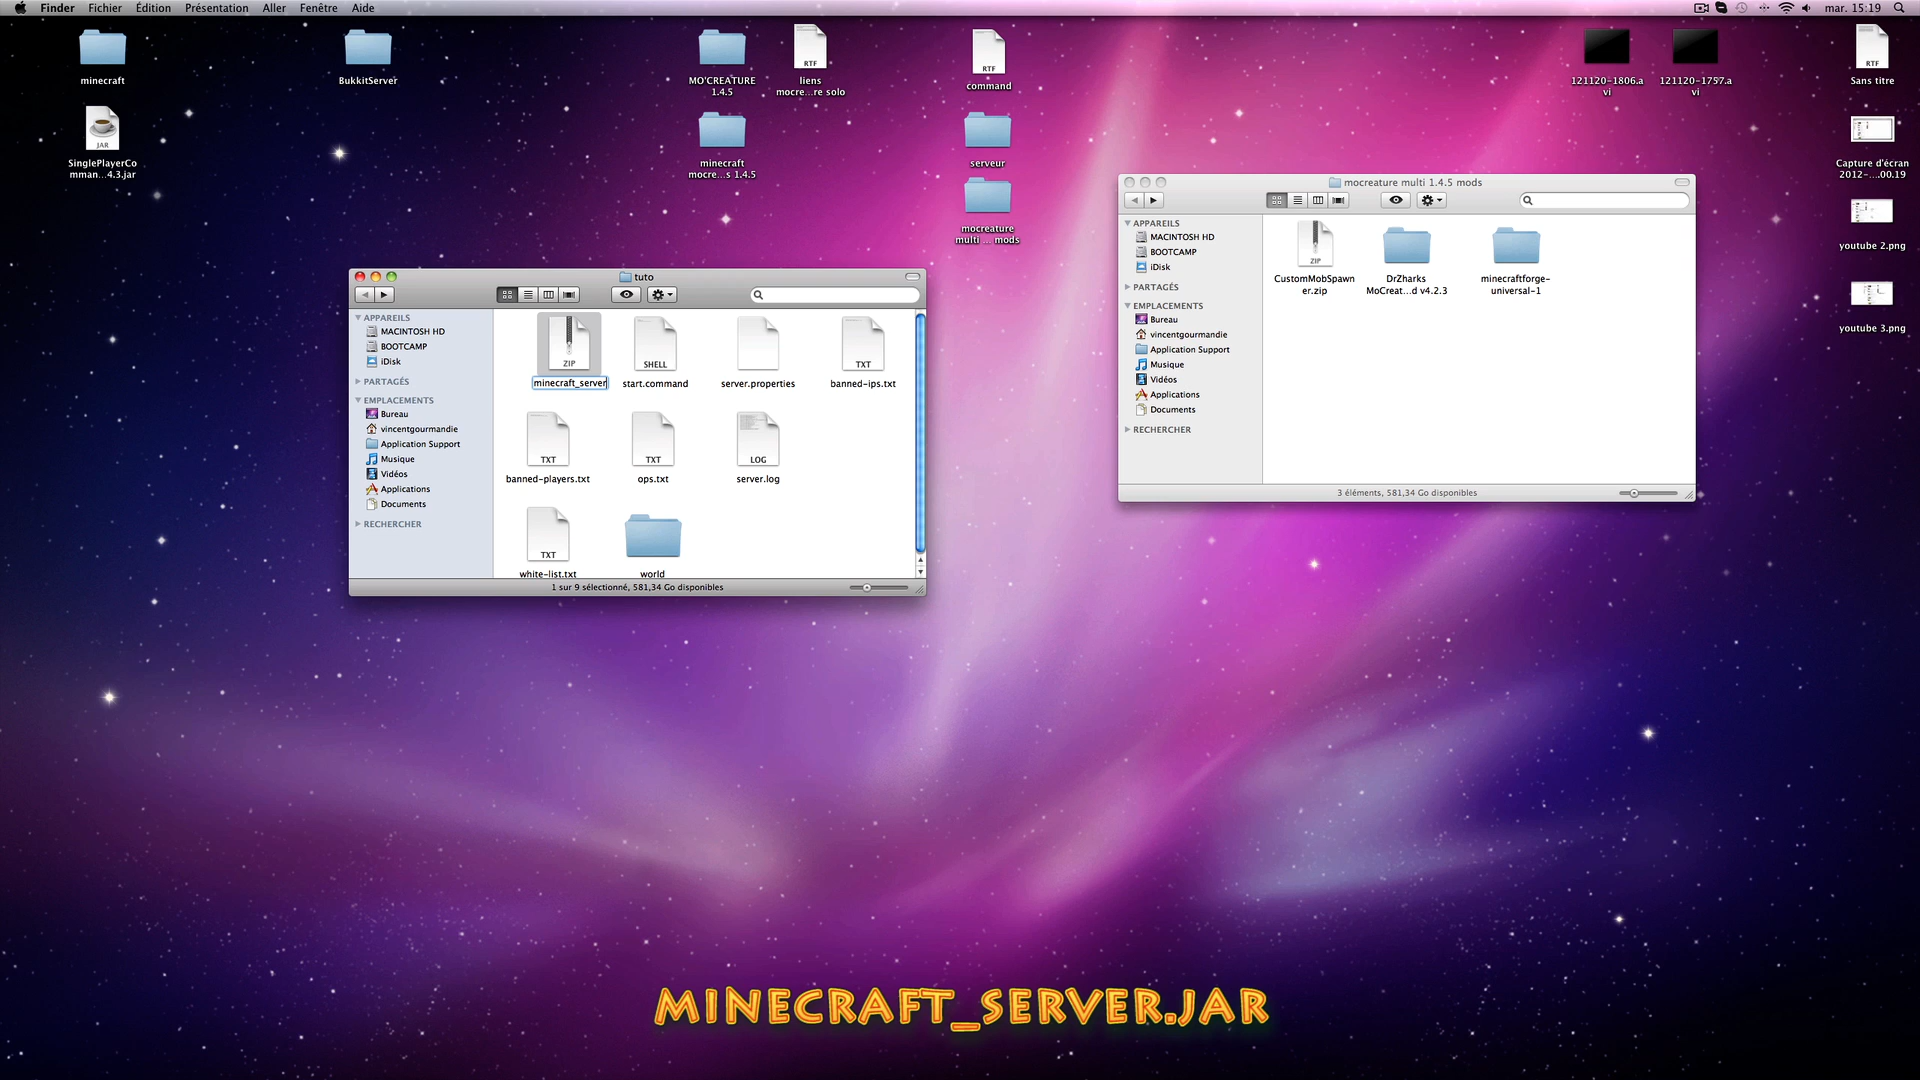 Finder Fichier Édition Présentation Aller Fenêtre Aide
mar. 15:19
minecraft
BukkitServer
MO'CREATURE
1.4.5
RTF
liens
mocre...re solo
RTF
command
121120-1806.a
vi
121120-1757.a
vi
RTF
Sans titre
JAR
SinglePlayerCo
mman...4.3.jar
minecraft
mocre...s 1.4.5
serveur
Capture d'écran
2012-....00.19
mocreature
multi ... mods
youtube 2.png
youtube 3.png
mocreature multi 1.4.5 mods
APPAREILS
MACINTOSH HD
BOOTCAMP
iDisk
PARTAGÉS
EMPLACEMENTS
Bureau
vincentgourmandie
Application Support
Musique
Vidéos
Applications
Documents
RECHERCHER
ZIP
CustomMobSpawn
er.zip
DrZharks
MoCreat...d v4.2.3
minecraftforge-
universal-1
3 éléments, 581,34 Go disponibles
tuto
APPAREILS
MACINTOSH HD
BOOTCAMP
iDisk
PARTAGÉS
EMPLACEMENTS
Bureau
vincentgourmandie
Application Support
Musique
Vidéos
Applications
Documents
RECHERCHER
ZIP
minecraft_server
SHELL
start.command
server.properties
TXT
banned-ips.txt
TXT
banned-players.txt
TXT
ops.txt
LOG
server.log
TXT
white-list.txt
world
1 sur 9 sélectionné, 581,34 Go disponibles
MINECRAFT_SERVER.JAR